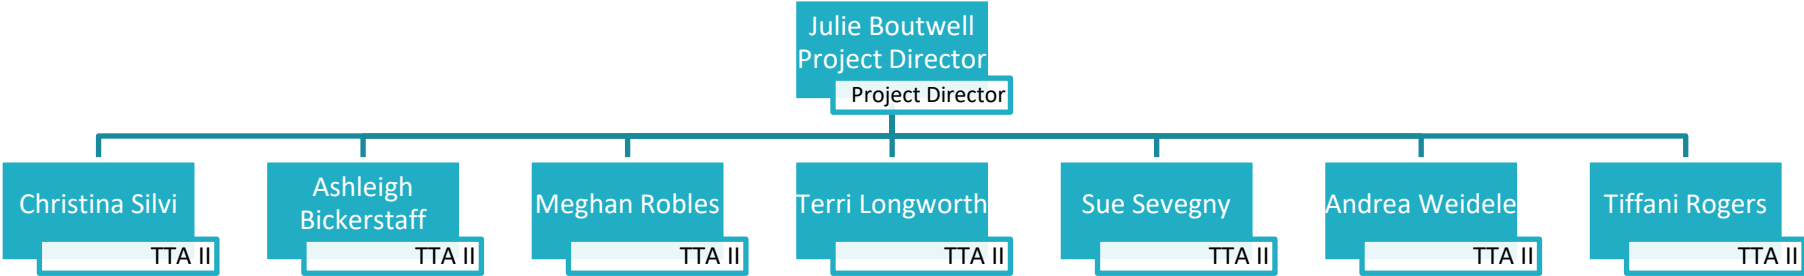 Julie Boutwell
Project Director
Project Director
Christina Silvi
TTA II
Ashleigh
Bickerstaff
TTA II
Meghan Robles
TTA II
Terri Longworth
TTA II
Sue Sevegny
TTA II
Andrea Weidele
TTA II
Tiffani Rogers
TTA II